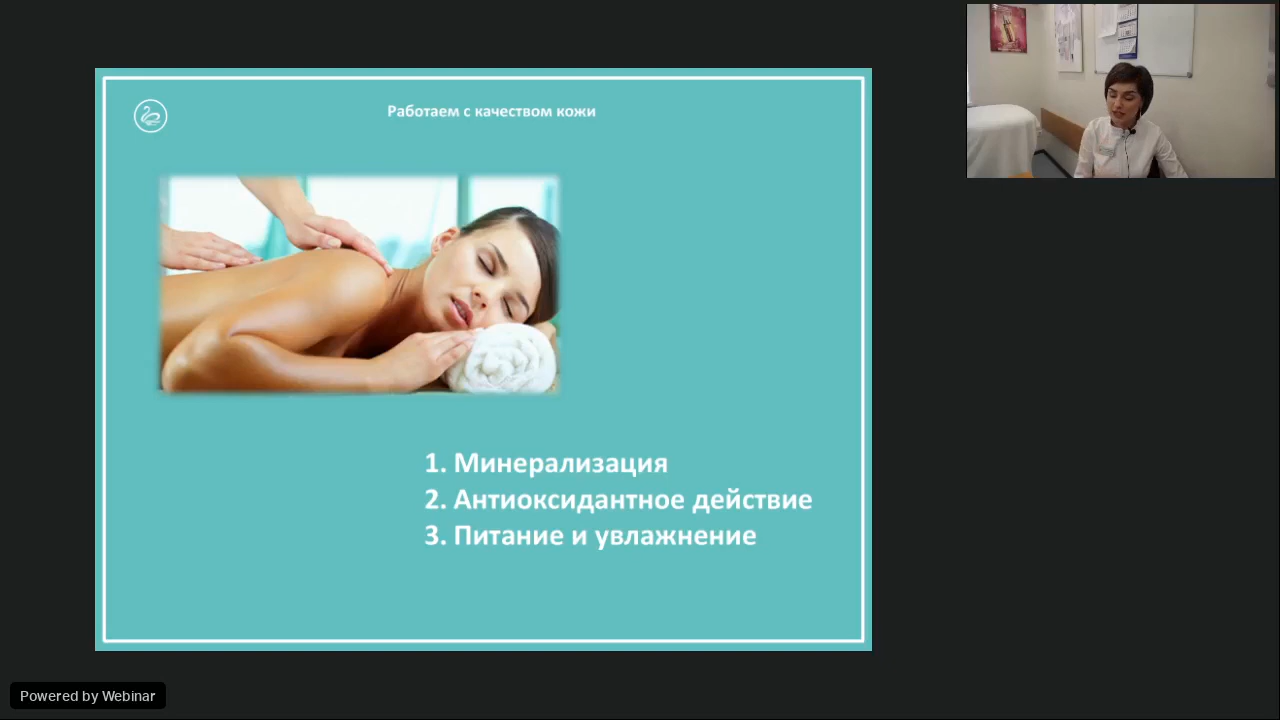 Работаем с качеством кожи
1. Минерализация
2. Антиоксидантное действие
3. Питание и увлажнение
Powered by Webinar